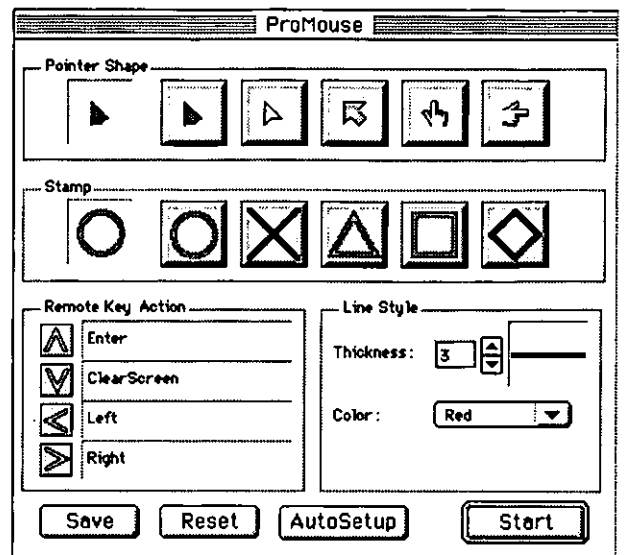 ProMouse
Pointer Shape
Stamp
Remote Key Action
Enter
ClearScreen
Left
Right
Line Style
Thickness: 3
Color: Red
Save Reset AutoSetup Start